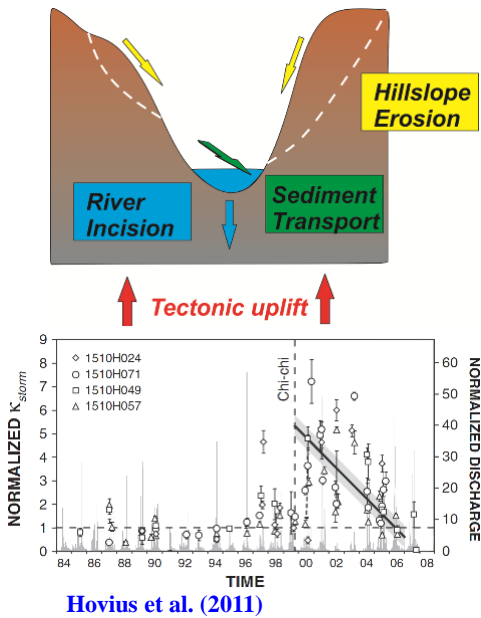 Hillslope
Erosion
River
Incision
Sediment
Transport
Tectonic uplift
NORMALIZED κstorm
9
8
7
6
5
4
3
2
1
0
1510H024
1510H071
1510H049
1510H057
Chi-chi
60
50
40
30
20
10
0
NORMALIZED DISCHARGE
84 86 88 90 92 94 96 98 00 02 04 06 08
TIME
Hovius et al. (2011)